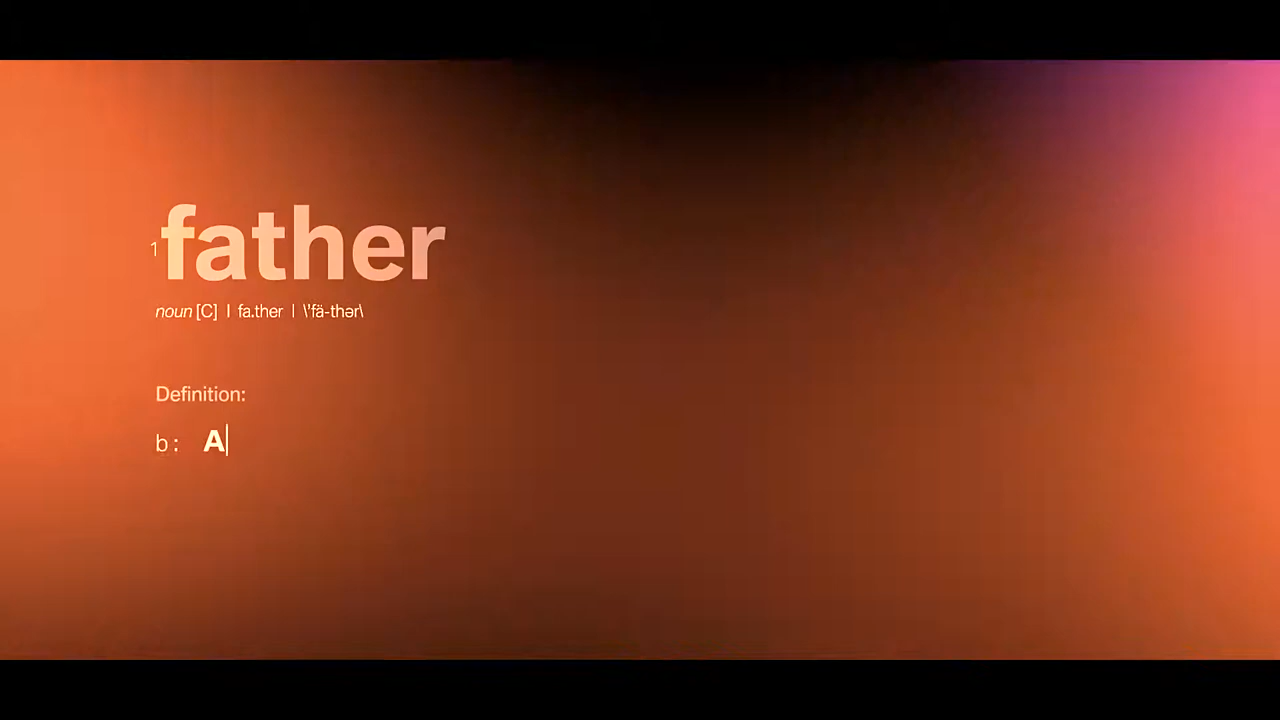 1father
noun [C] | fa.ther | \'fä-thər\
Definition:
b: A